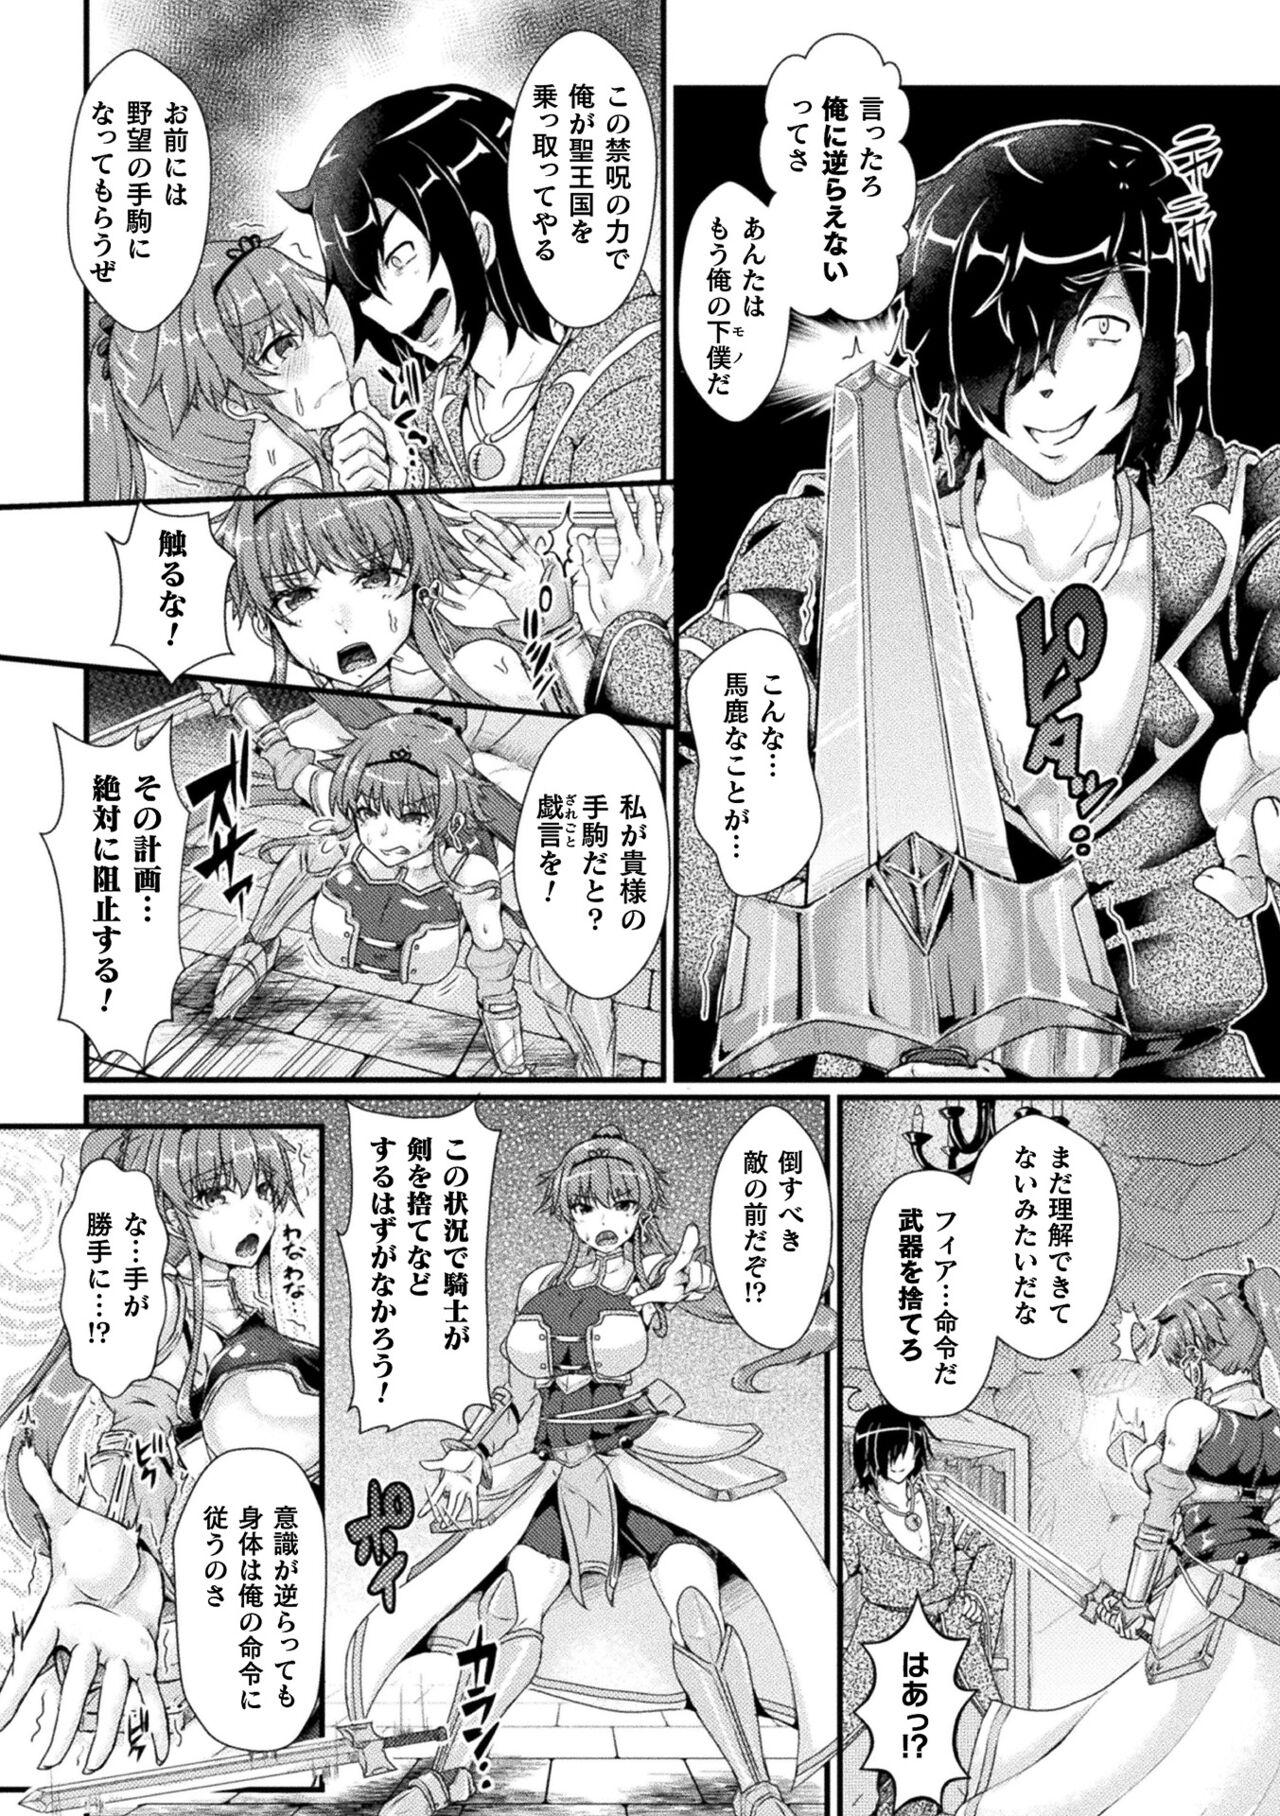 言ったろ
俺に逆らえない
ってさ
あんたは
もう俺の下僕だ
モノ
こんな…
馬鹿なことが…
この禁呪の力で
俺が聖王国を
乗っ取ってやる
お前には
野望の手駒に
なってもらうぜ
触るな！
私が貴様の
手駒だと？
戯言を！
ざれごと
その計画…
絶対に阻止する！
まだ理解できて
ないみたいだな
フィア…命令だ
武器を捨てろ
はあっ!?
倒すべき
敵の前だぞ!?
この状況で騎士が
剣を捨てなど
するはずがなかろう！
ポイ
カラン！
わなわな…
な…手が
勝手に…!?
意識が逆らっても
身体は俺の命令に
従うのさ